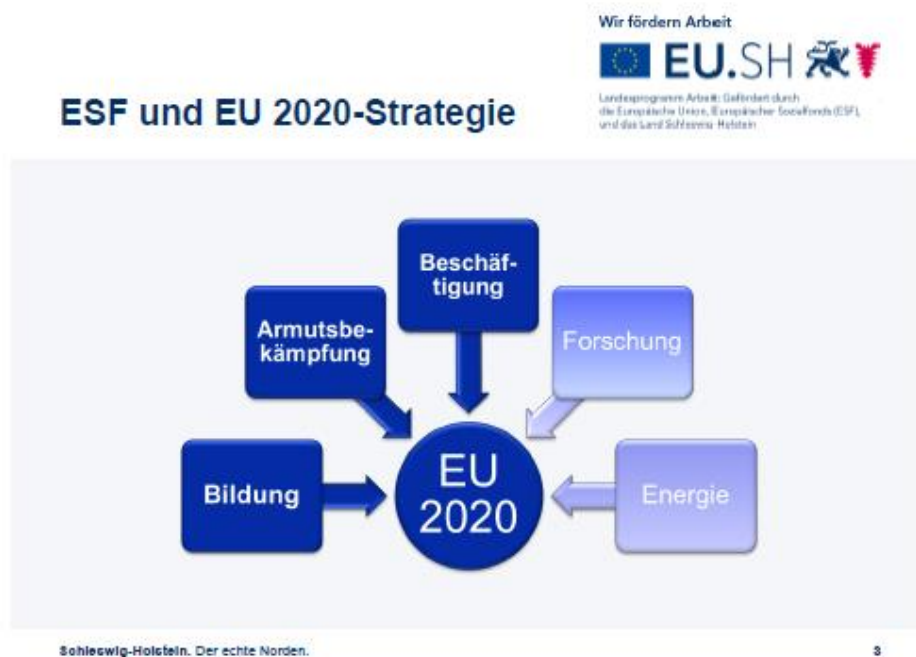 Wir fördern Arbeit
EU.SH
Landesprogramm Arbeit: Gefördert durch
die Europäische Union, Europäischer Sozialfonds (ESF),
und das Land Schleswig-Holstein
ESF und EU 2020-Strategie
Beschäf-
tigung
Armutsbe-
kämpfung
Forschung
Bildung
EU
2020
Energie
Schleswig-Holstein. Der echte Norden.
3